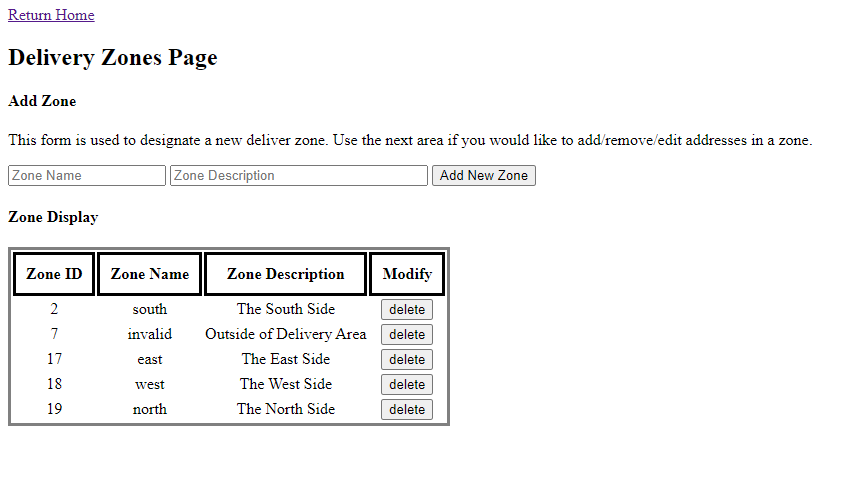 Return Home
Delivery Zones Page
Add Zone
This form is used to designate a new deliver zone. Use the next area if you would like to add/remove/edit addresses in a zone.
Zone Name Zone Description Add New Zone
Zone Display
Zone ID Zone Name Zone Description Modify
2 south The South Side delete
7 invalid Outside of Delivery Area delete
17 east The East Side delete
18 west The West Side delete
19 north The North Side delete